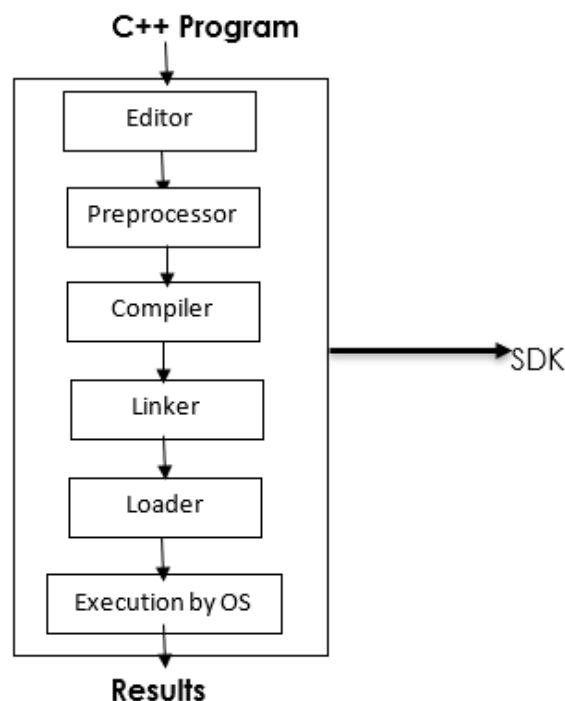 C++ Program
Editor
Preprocessor
Compiler
SDK
Linker
Loader
Execution by OS
Results